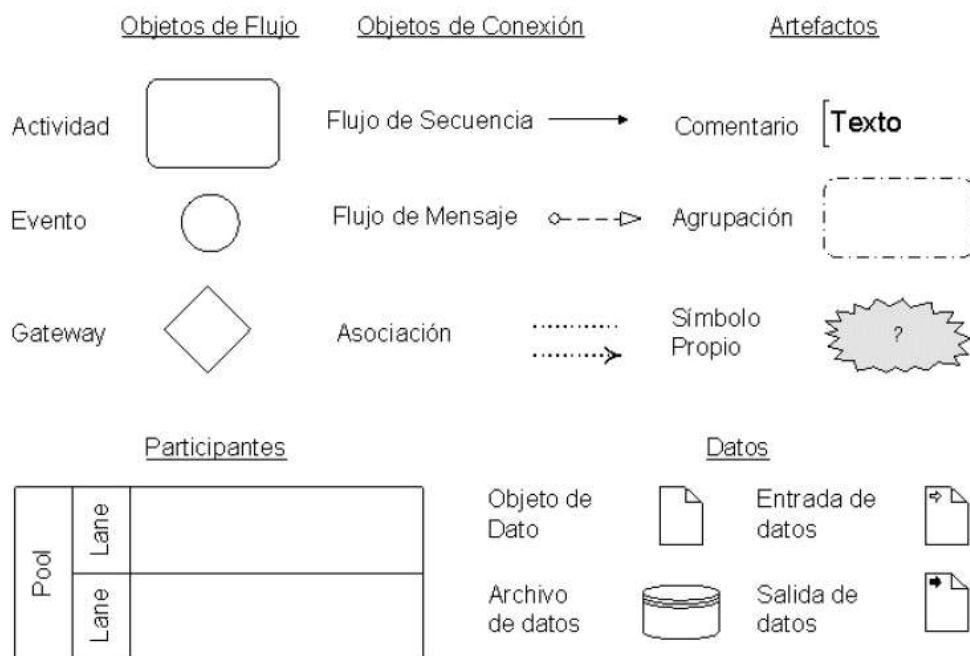 Objetos de Flujo
Objetos de Conexión
Artefactos
Actividad
Flujo de Secuencia
Comentario
Texto
Evento
Flujo de Mensaje
Agrupación
Gateway
Asociación
Símbolo
Propio
?
Participantes
Datos
Pool
Lane
Lane
Objeto de
Dato
Entrada de
datos
Archivo
de datos
Salida de
datos